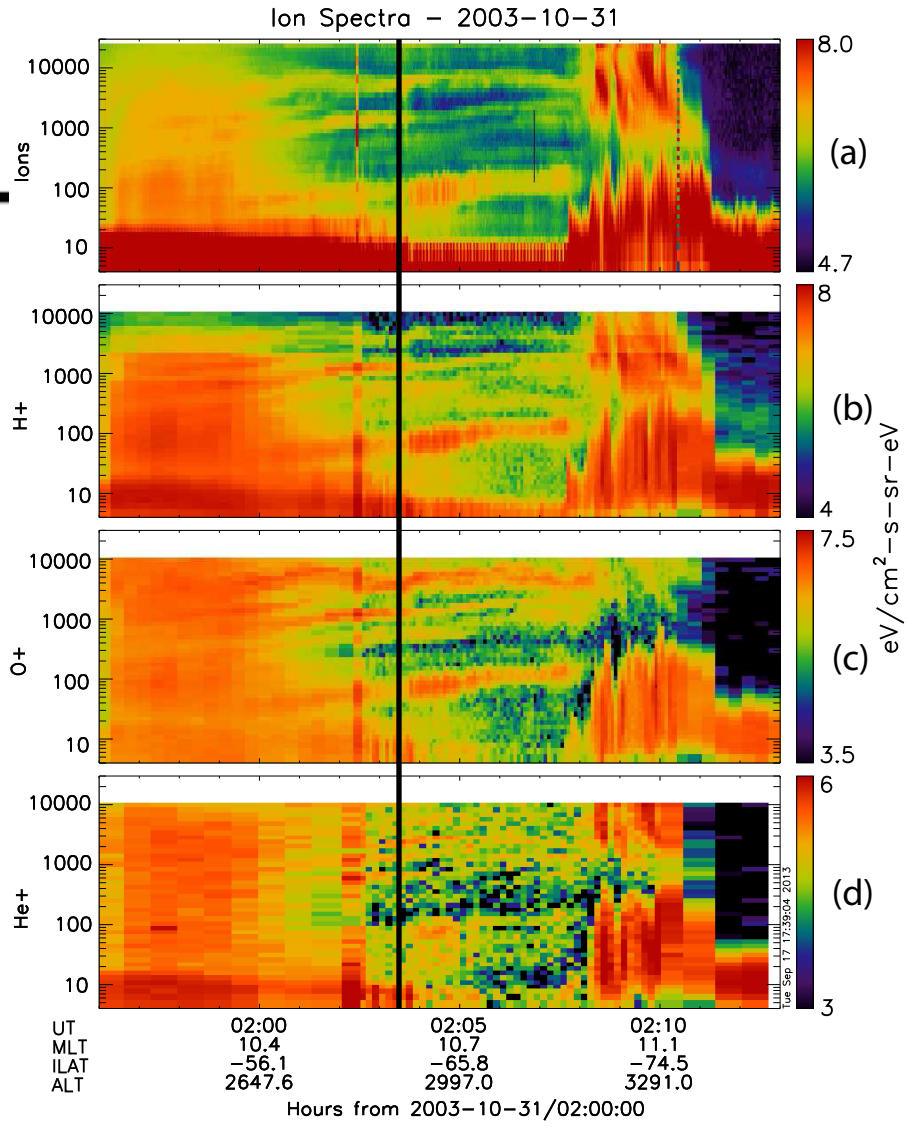 Ion Spectra - 2003-10-31
10000
1000
100
10
Ions
8.0
4.7
(a)
10000
1000
100
10
H+
8
4
(b)
10000
1000
100
10
O+
7.5
3.5
(c)
eV/cm²-s-sr-eV
10000
1000
100
10
He+
6
3
(d)
Tue Sep 17 17:39:04 2013
UT 02:00 02:05 02:10
MLT 10.4 10.7 11.1
ILAT -56.1 -65.8 -74.5
ALT 2647.6 2997.0 3291.0
Hours from 2003-10-31/02:00:00